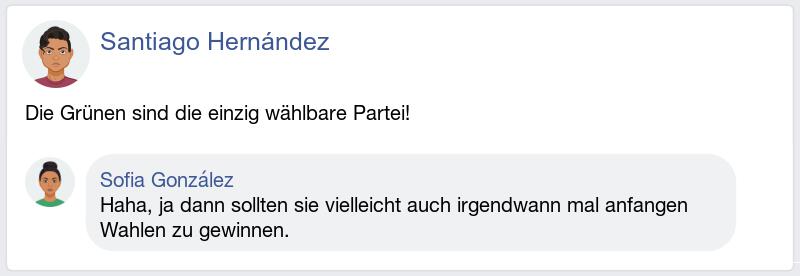 Santiago Hernández
Die Grünen sind die einzig wählbare Partei!
Sofia González
Haha, ja dann sollten sie vielleicht auch irgendwann mal anfangen
Wahlen zu gewinnen.